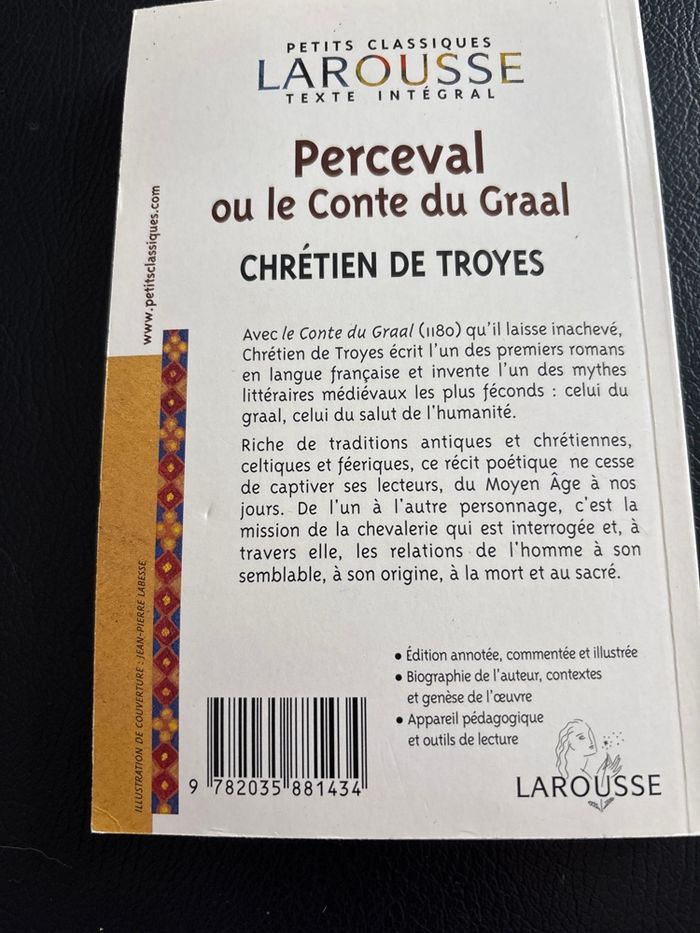 PETITS CLASSIQUES
LAROUSSE
TEXTE INTÉGRAL
Perceval
ou le Conte du Graal
CHRÉTIEN DE TROYES
www.petitsclassiques.com
Avec le Conte du Graal (1180) qu'il laisse inachevé,
Chrétien de Troyes écrit l'un des premiers romans
en langue française et invente l'un des mythes
littéraires médiévaux les plus féconds : celui du
graal, celui du salut de l'humanité.
Riche de traditions antiques et chrétiennes,
celtiques et féeriques, ce récit poétique ne cesse
de captiver ses lecteurs, du Moyen Âge à nos
jours. De l'un à l'autre personnage, c'est la
mission de la chevalerie qui est interrogée et, à
travers elle, les relations de l'homme à son
semblable, à son origine, à la mort et au sacré.
ILLUSTRATION DE COUVERTURE : JEAN-PIERRE LABESSE
• Édition annotée, commentée et illustrée
• Biographie de l'auteur, contextes
et genèse de l'œuvre
• Appareil pédagogique
et outils de lecture
9 782035 881434
LAROUSSE